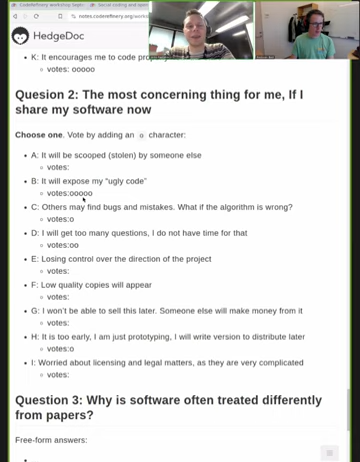 CodeRefinery workshop Sept
Social coding and open
notes.coderefinery.org/works
HedgeDoc
K: It encourages me to code pro
votes: ooooo
Quesion 2: The most concerning thing for me, If I
share my software now
Choose one. Vote by adding an o character:
A: It will be scooped (stolen) by someone else
votes:
B: It will expose my "ugly code"
votes:ooooo
C: Others may find bugs and mistakes. What if the algorithm is wrong?
votes:o
D: I will get too many questions, I do not have time for that
votes:oo
E: Losing control over the direction of the project
votes:
F: Low quality copies will appear
votes:
G: I won't be able to sell this later. Someone else will make money from it
votes:
H: It is too early, I am just prototyping, I will write version to distribute later
votes:o
I: Worried about licensing and legal matters, as they are very complicated
votes:
Question 3: Why is software often treated differently
from papers?
Free-form answers: